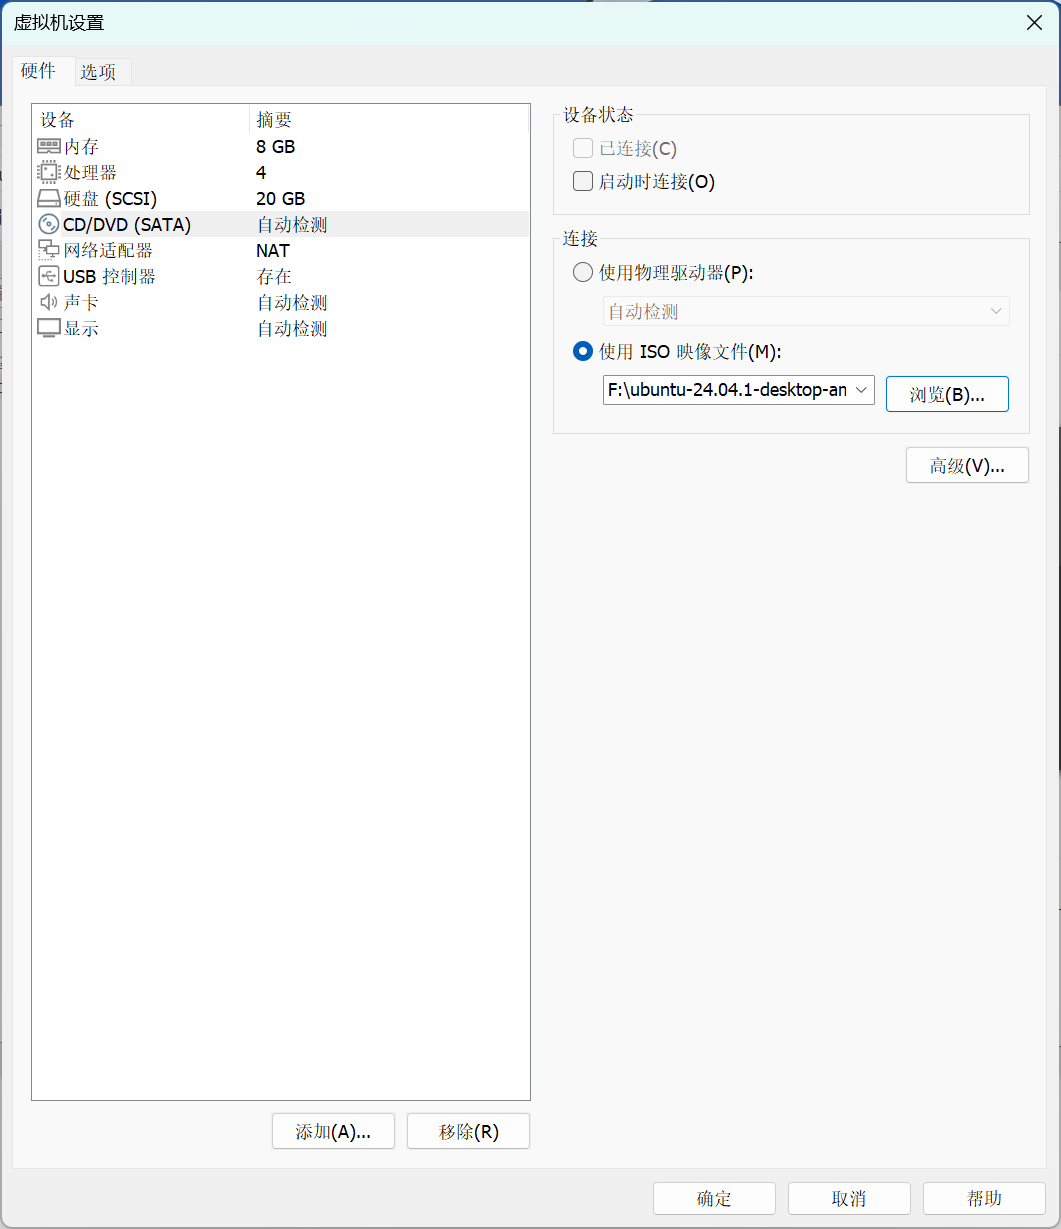 虚拟机设置
硬件 选项
设备 摘要
内存 8 GB
处理器 4
硬盘 (SCSI) 20 GB
CD/DVD (SATA) 自动检测
网络适配器 NAT
USB 控制器 存在
声卡 自动检测
显示 自动检测
添加(A)... 移除(R)
设备状态
已连接(C)
启动时连接(O)
连接
使用物理驱动器(P):
自动检测
使用 ISO 映像文件(M):
F:\ubuntu-24.04.1-desktop-an 浏览(B)...
高级(V)...
确定 取消 帮助